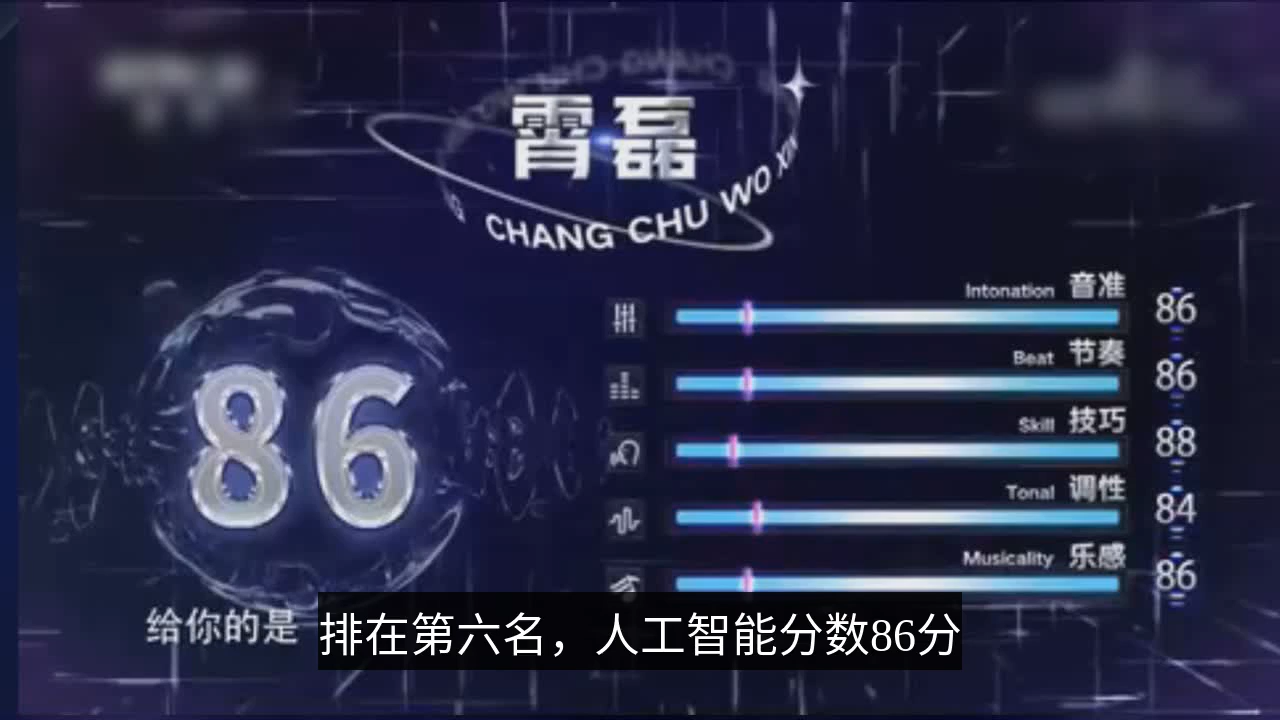 霄磊
CHANG CHU WO XIN
86
Intonation 音准 86
Beat 节奏 86
Skill 技巧 88
Tonal 调性 84
Musicality 乐感 86
给你的是
排在第六名，人工智能分数86分